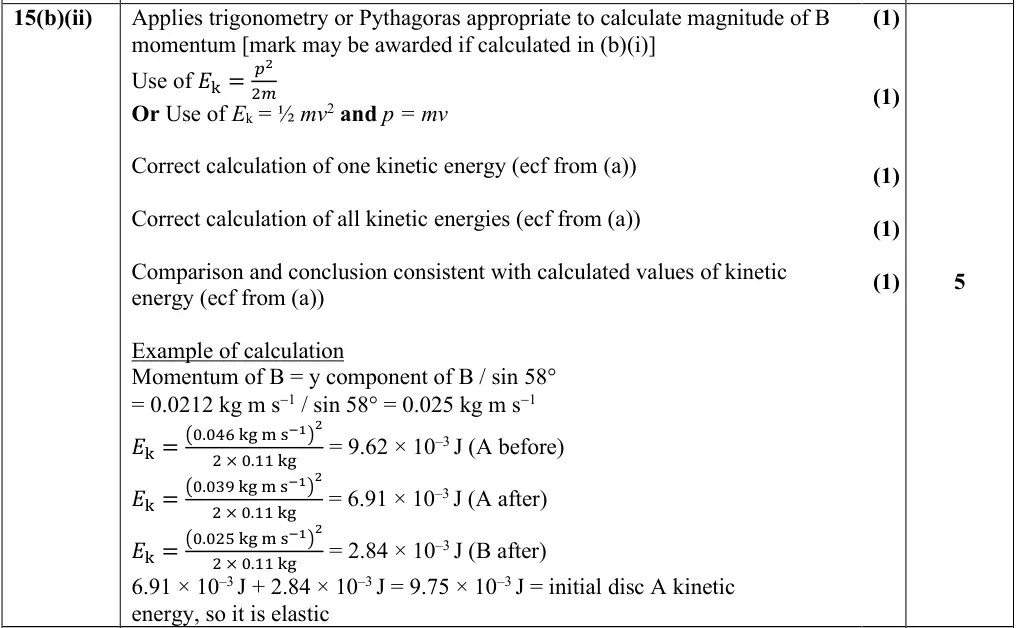 15(b)(ii) Applies trigonometry or Pythagoras appropriate to calculate magnitude of B (1)
momentum [mark may be awarded if calculated in (b)(i)]
Use of Eₖ = p²/2m
(1)
Or Use of Eₖ = ½ mv² and p = mv
Correct calculation of one kinetic energy (ecf from (a)) (1)
Correct calculation of all kinetic energies (ecf from (a)) (1)
Comparison and conclusion consistent with calculated values of kinetic (1) 5
energy (ecf from (a))
Example of calculation
Momentum of B = y component of B / sin 58°
= 0.0212 kg m s⁻¹ / sin 58° = 0.025 kg m s⁻¹
Eₖ = (0.046 kg m s⁻¹)² / 2 × 0.11 kg = 9.62 × 10⁻³ J (A before)
Eₖ = (0.039 kg m s⁻¹)² / 2 × 0.11 kg = 6.91 × 10⁻³ J (A after)
Eₖ = (0.025 kg m s⁻¹)² / 2 × 0.11 kg = 2.84 × 10⁻³ J (B after)
6.91 × 10⁻³ J + 2.84 × 10⁻³ J = 9.75 × 10⁻³ J = initial disc A kinetic
energy, so it is elastic